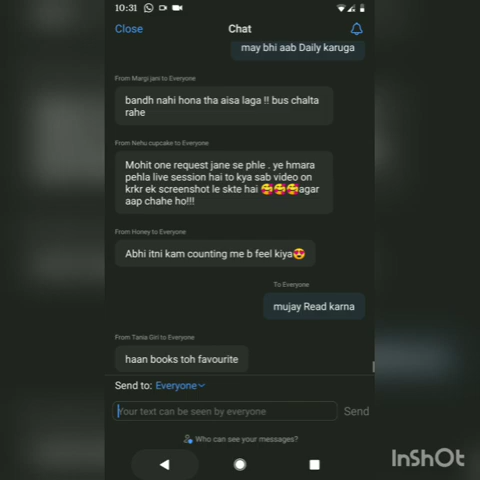 10:31
Close
Chat
may bhi aab Daily karuga
From Margi jani to Everyone
bandh nahi hona tha aisa laga !! bus chalta
rahe
From Nehu cupcake to Everyone
Mohit one request jane se phle . ye hmara
pehla live session hai to kya sab video on
krkr ek screenshot le skte hai 🥰🥰🥰agar
aap chahe ho!!!
From Honey to Everyone
Abhi itni kam counting me b feel kiya😍
To Everyone
mujay Read karna
From Tania Giri to Everyone
haan books toh favourite
Send to: Everyone
Your text can be seen by everyone
Send
Who can see your messages?
InShOt